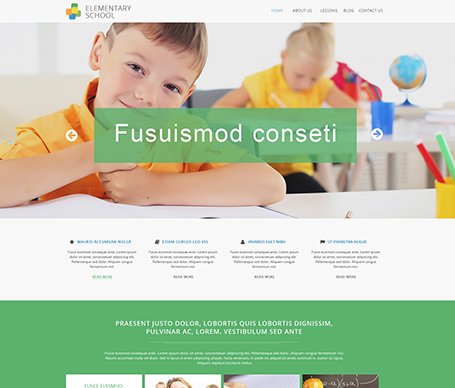 ELEMENTARY
SCHOOL
HOME ABOUT US LESSONS BLOG CONTACT US
Fusuismod conseti
MAURIS ACCUMSAN NULLA
Fusce euismod consequat ante. Lorem ipsum
dolor sit amet, consectetuer adipiscing elit.
Pellentesque sed dolor. Aliquam congue
fermentum nisl.
READ MORE
ETIAM CURSUS LEO VEL
Fusce euismod consequat ante. Lorem ipsum
dolor sit amet, consectetuer adipiscing elit.
Pellentesque sed dolor. Aliquam congue
fermentum nisl.
READ MORE
VIVAMUS EGET NIBH
Fusce euismod consequat ante. Lorem ipsum
dolor sit amet, consectetuer adipiscing elit.
Pellentesque sed dolor. Aliquam congue
fermentum nisl.
READ MORE
UT PHARETRA AUGUE
Fusce euismod consequat ante. Lorem ipsum
dolor sit amet, consectetuer adipiscing elit.
Pellentesque sed dolor. Aliquam congue
fermentum nisl.
READ MORE
PRAESENT JUSTO DOLOR, LOBORTIS QUIS LOBORTIS DIGNISSIM,
PULVINAR AC, LOREM. VESTIBULUM SED ANTE
FUSCE EUISMOD